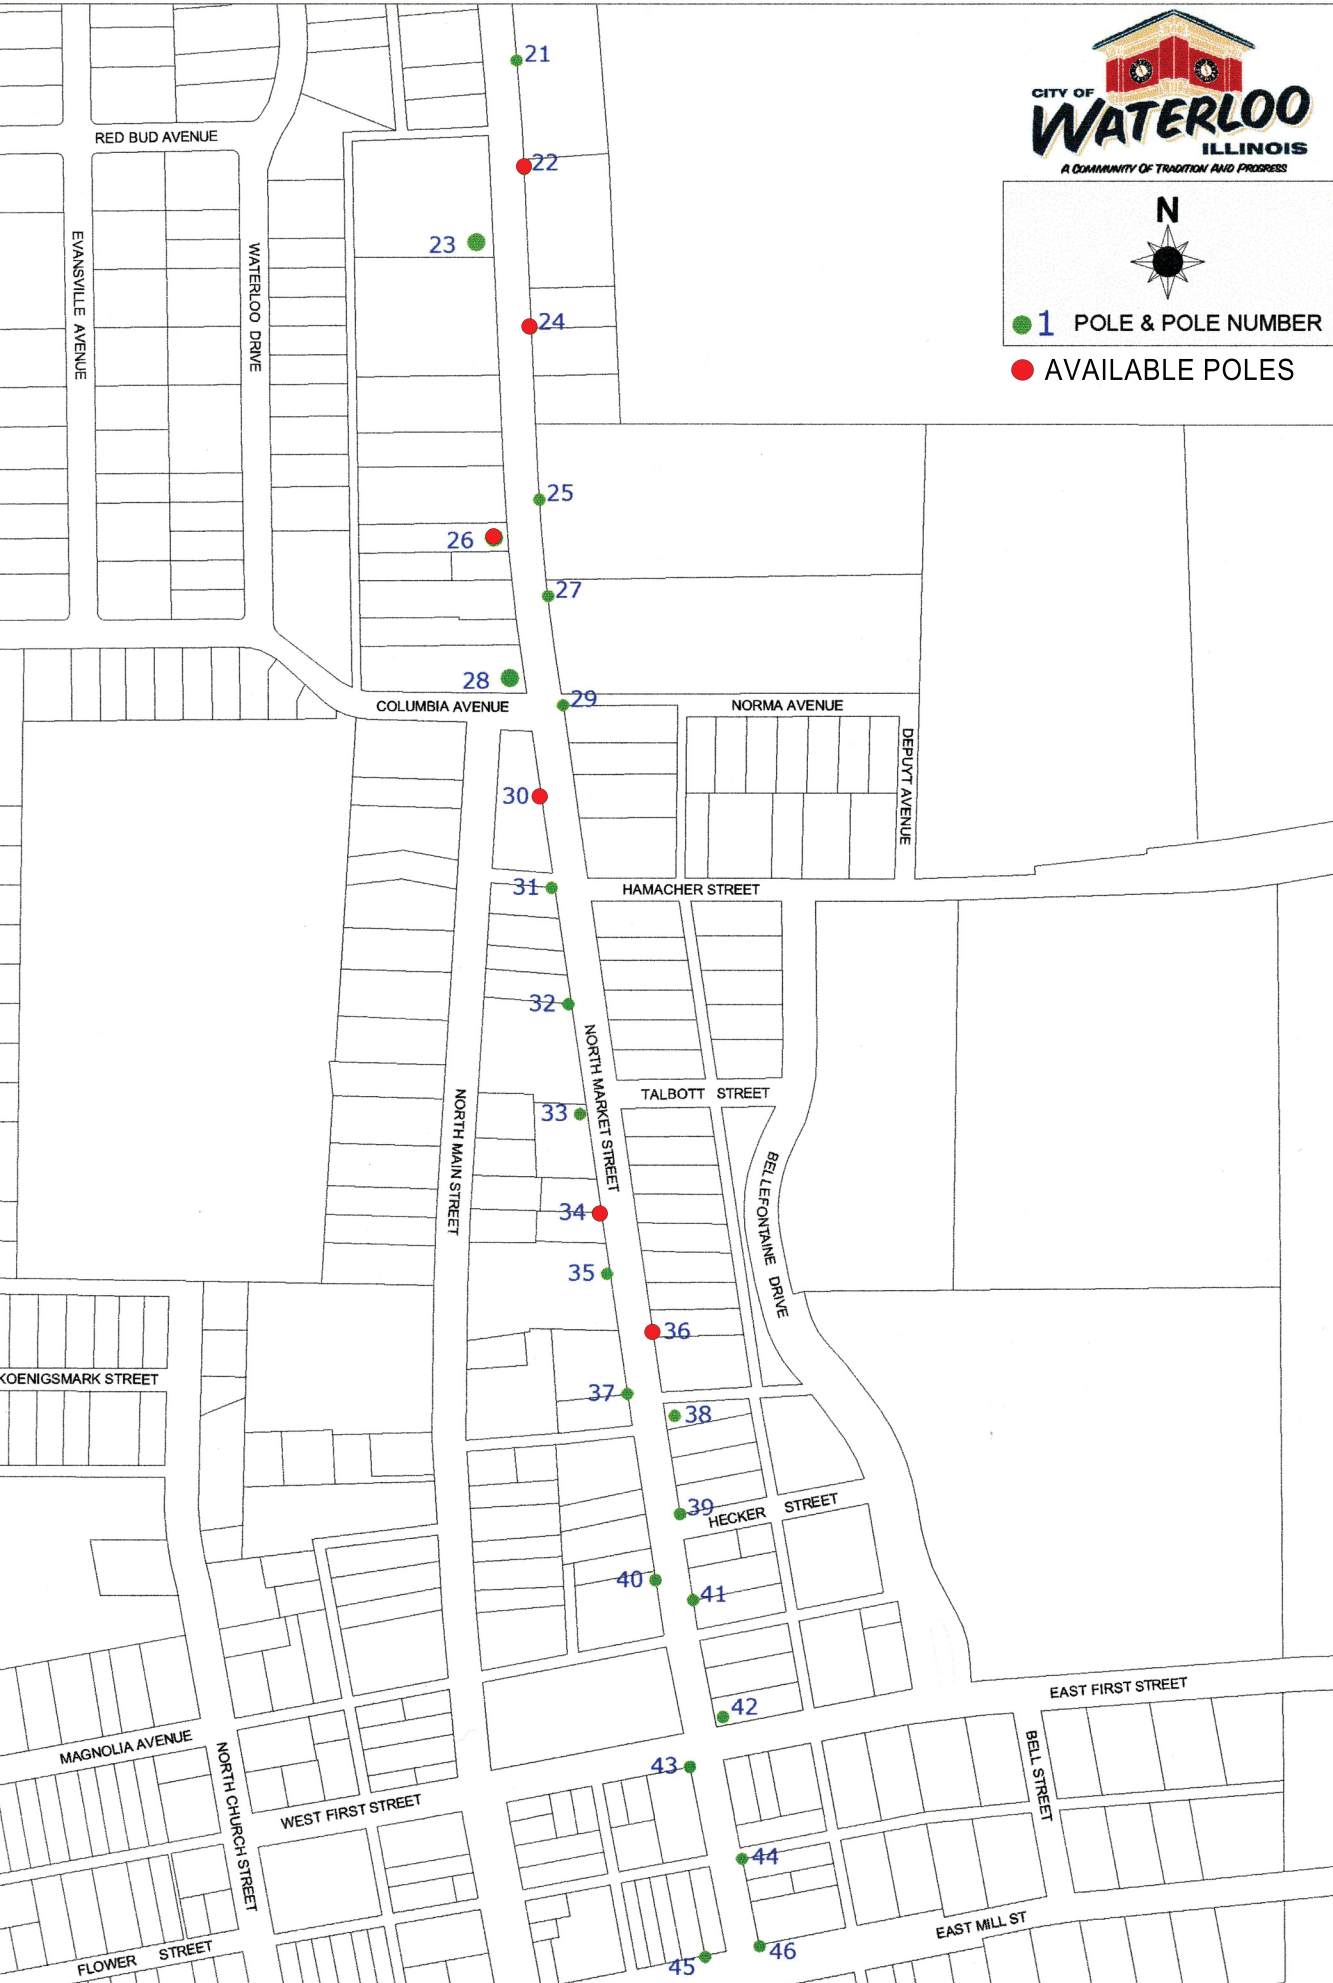 CITY OF
WATERLOO
ILLINOIS
A COMMUNITY OF TRADITION AND PROGRESS
N
1 POLE & POLE NUMBER
AVAILABLE POLES
21
RED BUD AVENUE
22
23
EVANSVILLE AVENUE
WATERLOO DRIVE
24
25
26
27
28
29
COLUMBIA AVENUE
NORMA AVENUE
DEPUYT AVENUE
30
31
HAMACHER STREET
32
NORTH MARKET STREET
TALBOTT STREET
33
NORTH MAIN STREET
BELLEFONTAINE DRIVE
34
35
36
KOENIGSMARK STREET
37
38
39
HECKER STREET
40
41
EAST FIRST STREET
42
MAGNOLIA AVENUE
NORTH CHURCH STREET
43
BELL STREET
WEST FIRST STREET
44
EAST MILL ST
46
45
FLOWER STREET